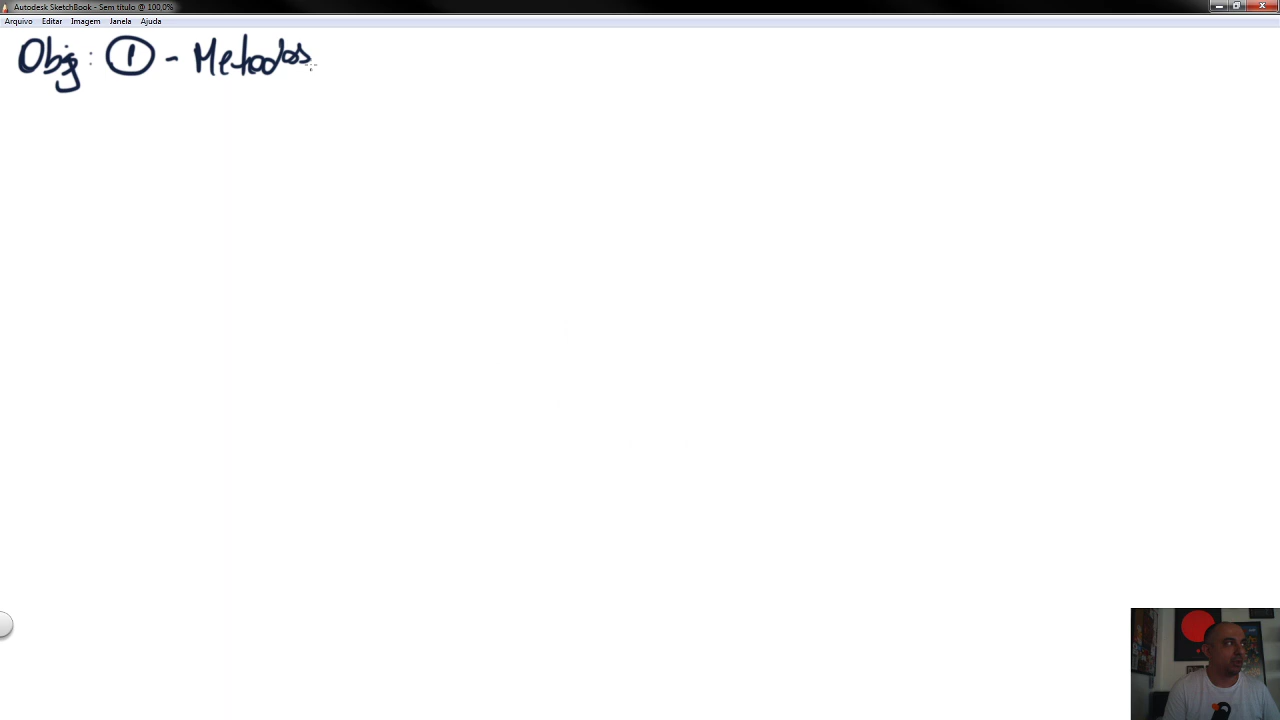 Autodesk SketchBook - Sem título @ 100,0%
Arquivo Editar Imagem Janela Ajuda
Obj: ① - Metodos